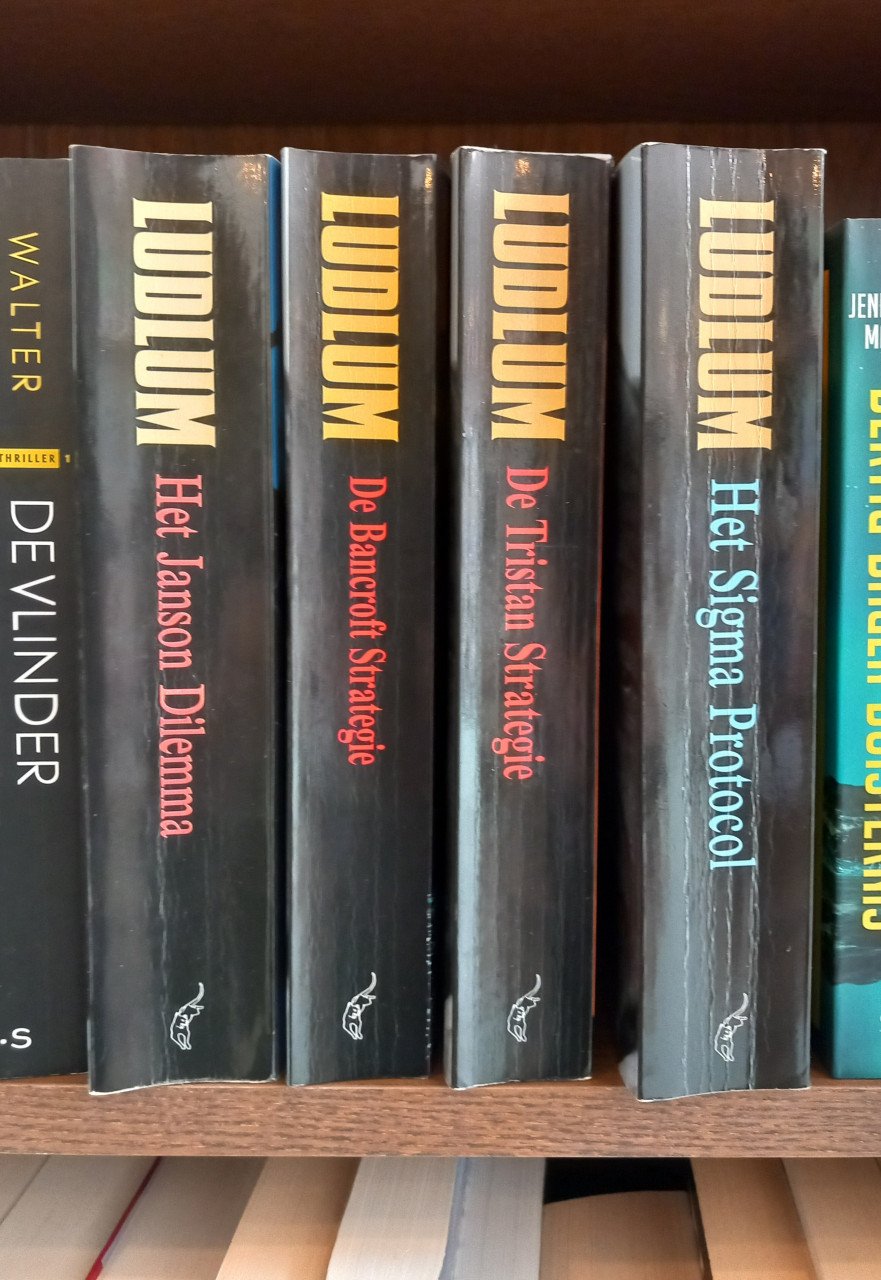 WALTER
THRILLER 1
DE VLINDER
.S
LUDLUM
Het Janson Dilemma
LUDLUM
De Bancroft Strategie
LUDLUM
De Tristan Strategie
LUDLUM
Het Sigma Protocol